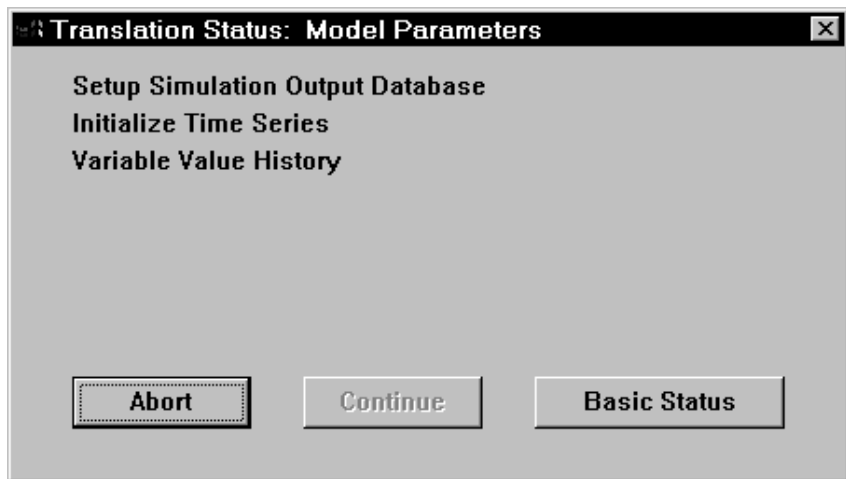 Translation Status: Model Parameters
Setup Simulation Output Database
Initialize Time Series
Variable Value History
Abort Continue Basic Status